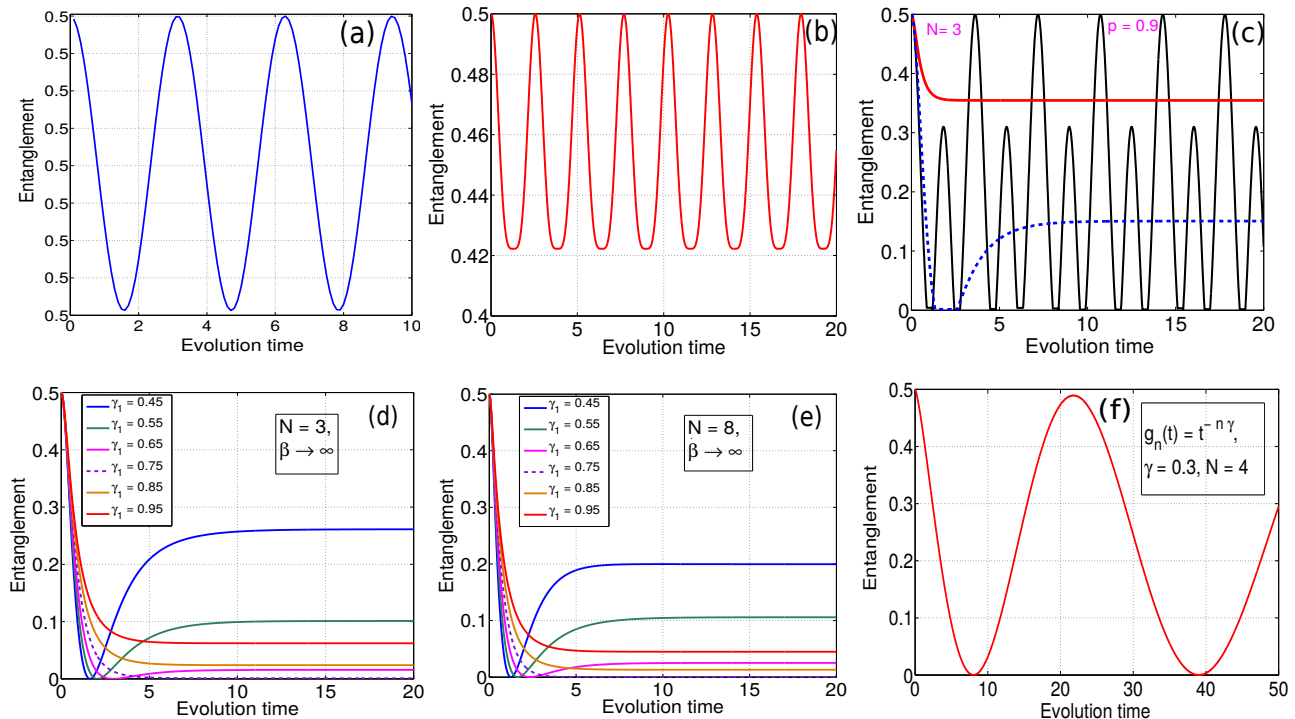 (a)
Entanglement
0.5
0.5
0.5
0.5
0.5
0.5
0.5
0.5
0.5
0 2 4 6 8 10
Evolution time
(b)
Entanglement
0.5
0.48
0.46
0.44
0.42
0.4
0 5 10 15 20
Evolution time
(c)
N= 3
p = 0.9
Entanglement
0.5
0.4
0.3
0.2
0.1
0
0 5 10 15 20
Evolution time
(d)
γ1 = 0.45
γ1 = 0.55
γ1 = 0.65
γ1 = 0.75
γ1 = 0.85
γ1 = 0.95
N = 3,
β → ∞
Entanglement
0.5
0.4
0.3
0.2
0.1
0
0 5 10 15 20
Evolution time
(e)
γ1 = 0.45
γ1 = 0.55
γ1 = 0.65
γ1 = 0.75
γ1 = 0.85
γ1 = 0.95
N = 8,
β → ∞
Entanglement
0.5
0.4
0.3
0.2
0.1
0
0 5 10 15 20
Evolution time
(f)
gn(t) = t− n γ,
γ = 0.3, N = 4
Entanglement
0.5
0.4
0.3
0.2
0.1
0
0 10 20 30 40 50
Evolution time